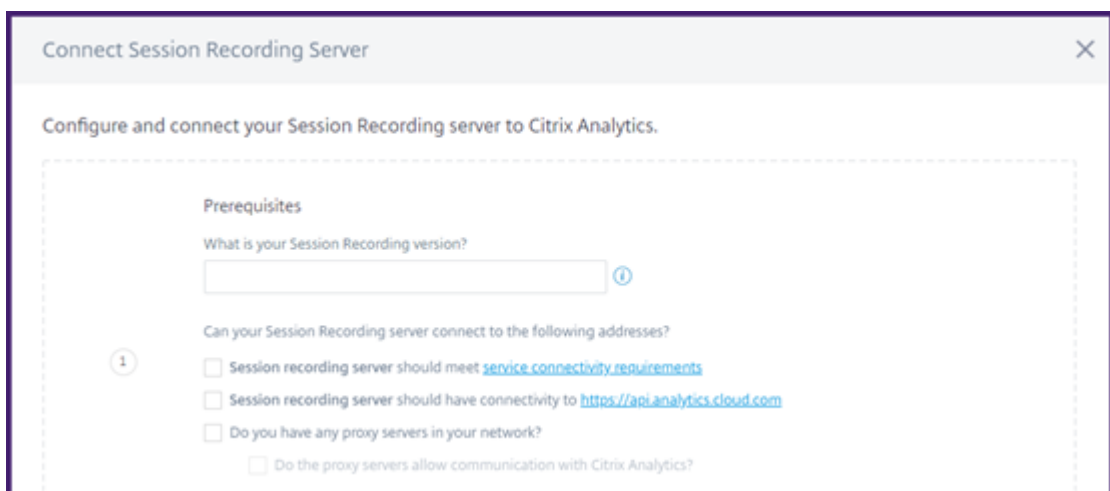 Connect Session Recording Server
Configure and connect your Session Recording server to Citrix Analytics.
Prerequisites
What is your Session Recording version?
Can your Session Recording server connect to the following addresses?
1
Session recording server should meet service connectivity requirements
Session recording server should have connectivity to https://api.analytics.cloud.com
Do you have any proxy servers in your network?
Do the proxy servers allow communication with Citrix Analytics?